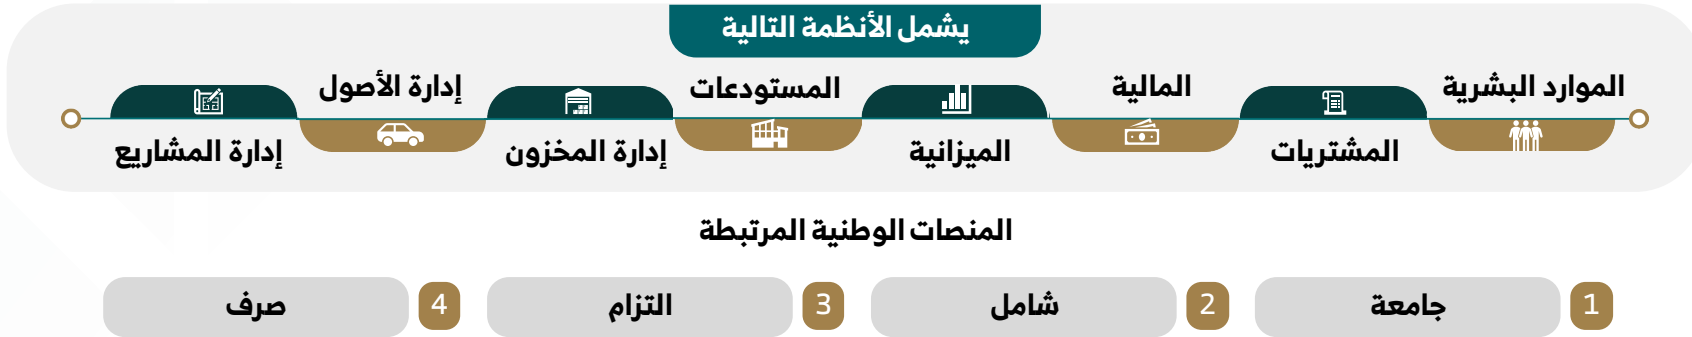 يشمل الأنظمة التالية
الموارد البشرية
المشتريات
المالية
الميزانية
المستودعات
إدارة المخزون
إدارة الأصول
إدارة المشاريع
المنصات الوطنية المرتبطة
1 جامعة
2 شامل
3 التزام
4 صرف